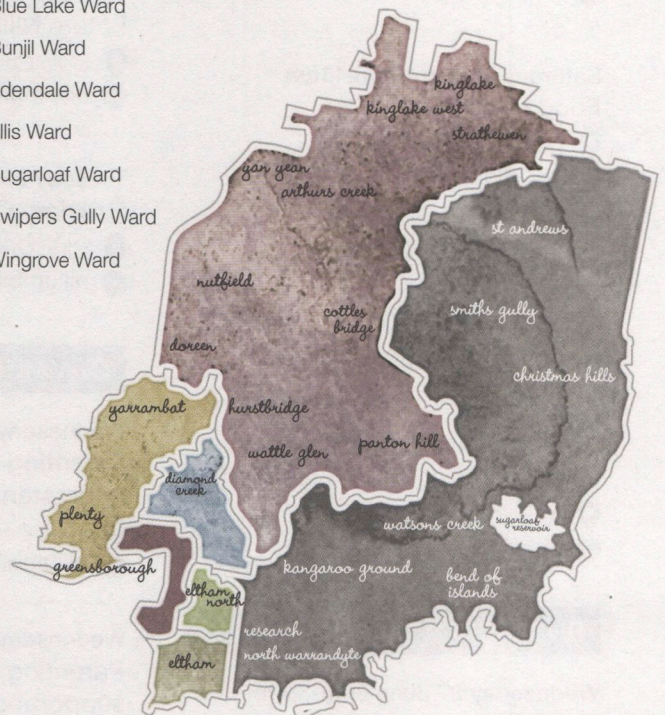 Blue Lake Ward
Bunjil Ward
Edendale Ward
Ellis Ward
Sugarloaf Ward
Swipers Gully Ward
Wingrove Ward
kinglake
kinglake west
strathewen
yan yean
arthurs creek
st andrews
nutfield
cottles
bridge
smiths gully
doreen
christmas hills
yarrambat
hurstbridge
panton hill
wattle glen
diamond
creek
plenty
watsons creek
sugarloaf
reservoir
greensborough
kangaroo ground
bend of
islands
eltham
north
research
north warrandyte
eltham